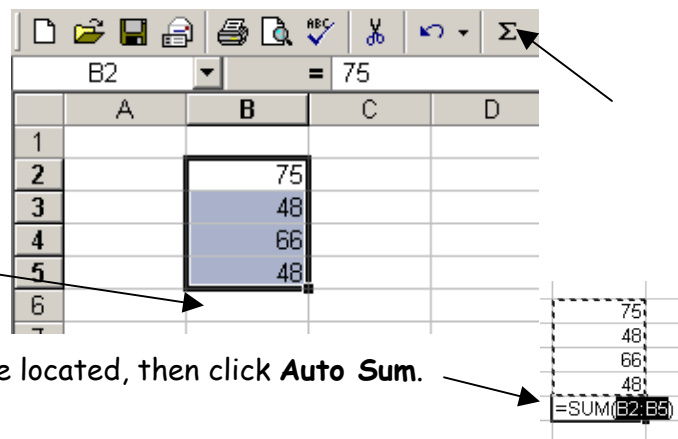 ABC Σ
B2 = 75
A B C D
1
2 75
3 48
4 66
5 48
6
75
48
66
e located, then click Auto Sum.
48
=SUM(B2:B5)